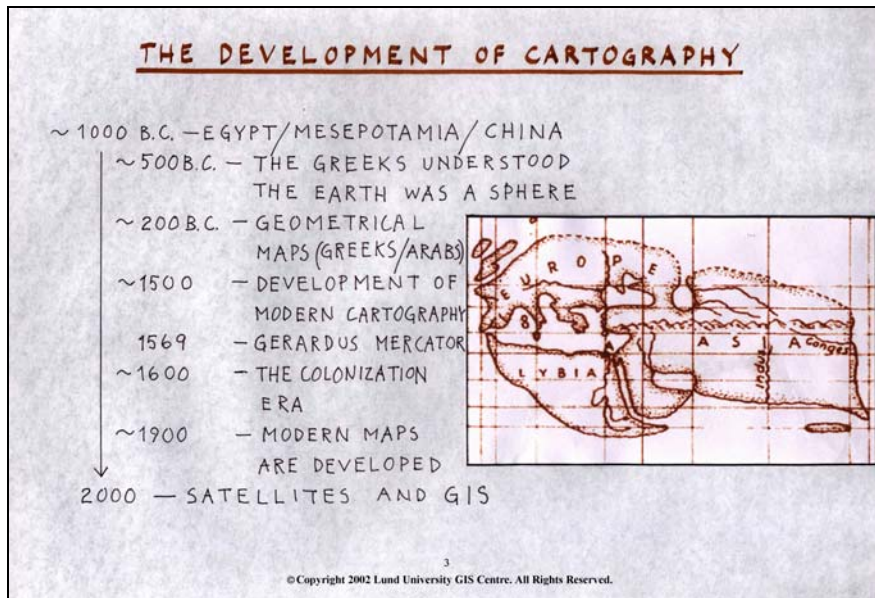 THE DEVELOPMENT OF CARTOGRAPHY
~ 1000 B.C. – EGYPT/MESEPOTAMIA/CHINA
~500 B.C. – THE GREEKS UNDERSTOOD
THE EARTH WAS A SPHERE
~200 B.C. – GEOMETRICAL
MAPS (GREEKS/ARABS)
~1500 – DEVELOPMENT OF
MODERN CARTOGRAPHY
1569 – GERARDUS MERCATOR
~1600 – THE COLONIZATION
ERA
~1900 – MODERN MAPS
ARE DEVELOPED
2000 – SATELLITES AND GIS
EUROPE
ASIA
Ganges
Indus
LYBIA
3
©Copyright 2002 Lund University GIS Centre. All Rights Reserved.